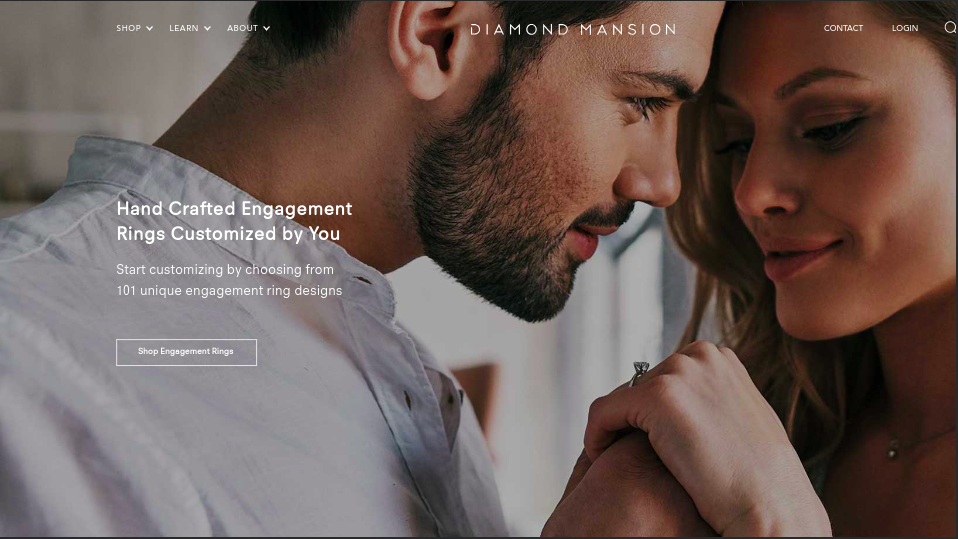 SHOP
LEARN
ABOUT
DIAMOND MANSION
CONTACT
LOGIN
Hand Crafted Engagement
Rings Customized by You
Start customizing by choosing from
101 unique engagement ring designs
Shop Engagement Rings